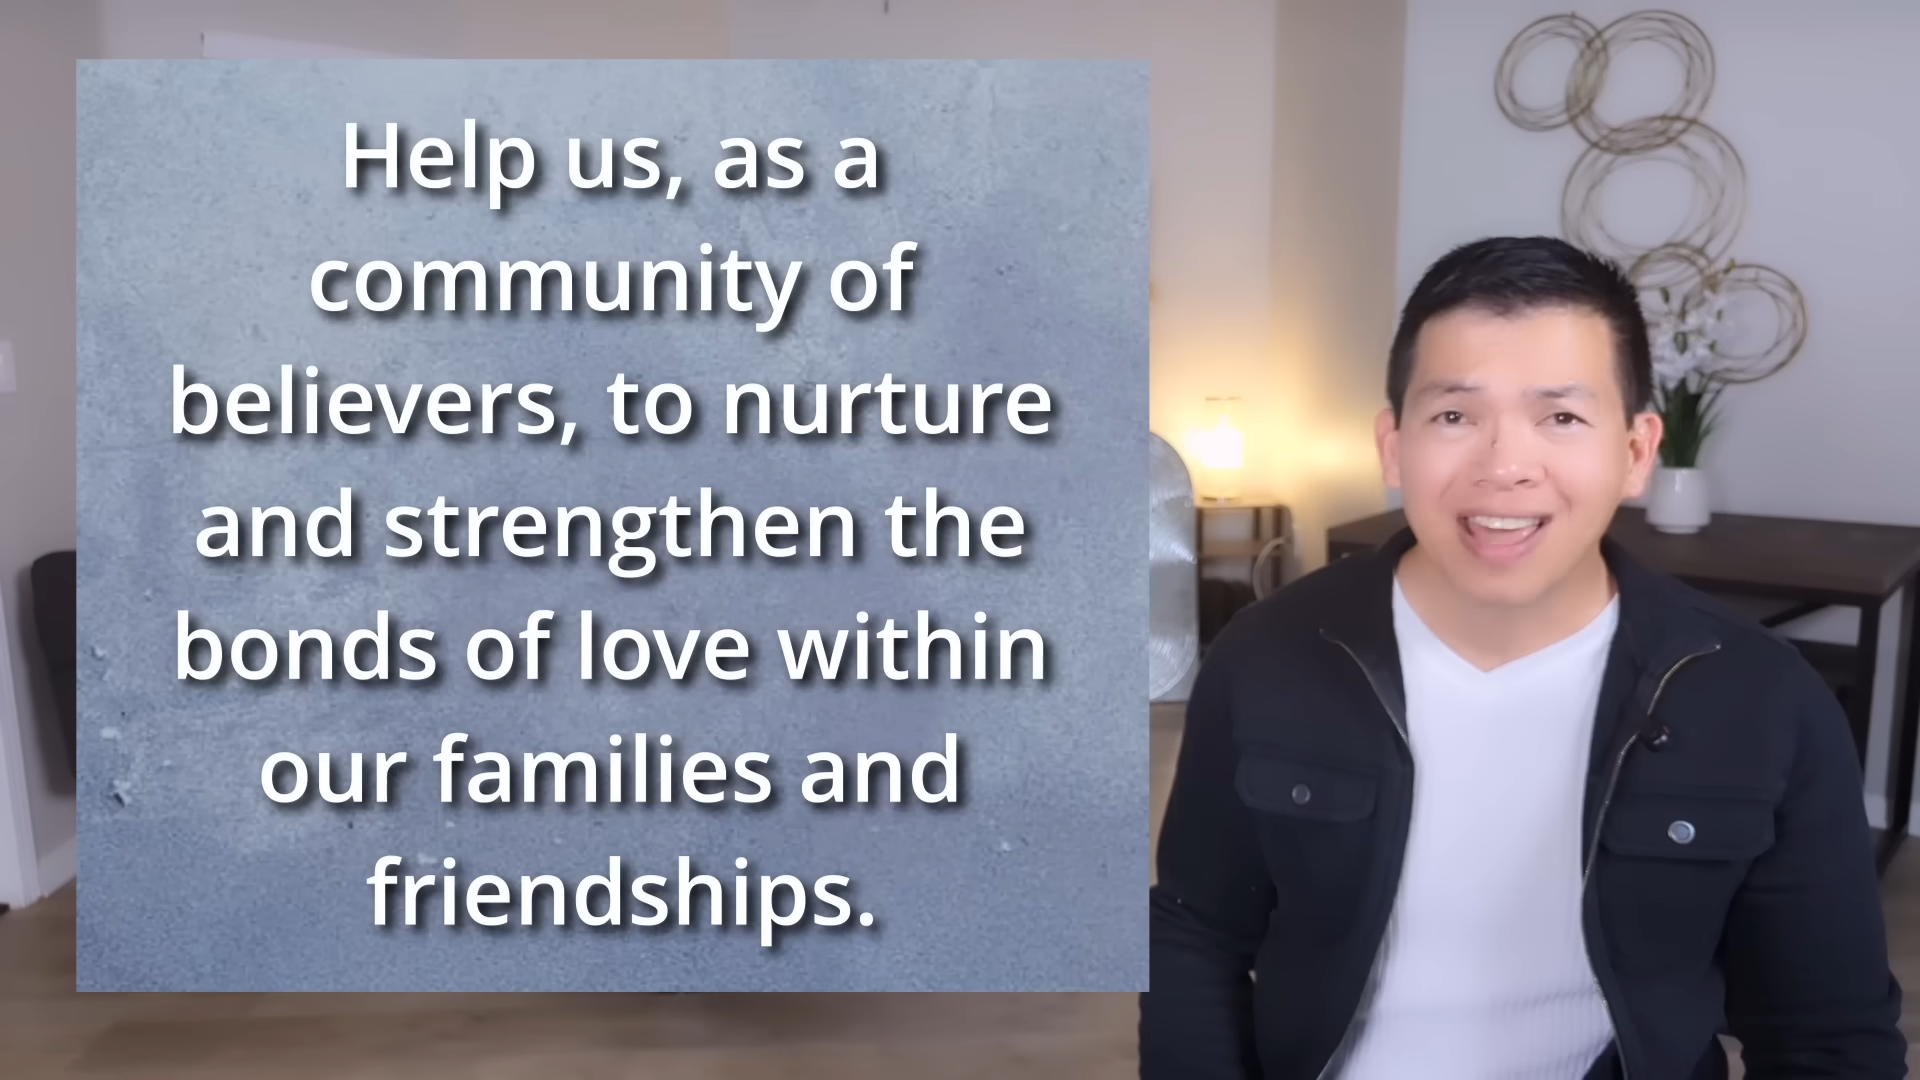 Help us, as a
community of
believers, to nurture
and strengthen the
bonds of love within
our families and
friendships.